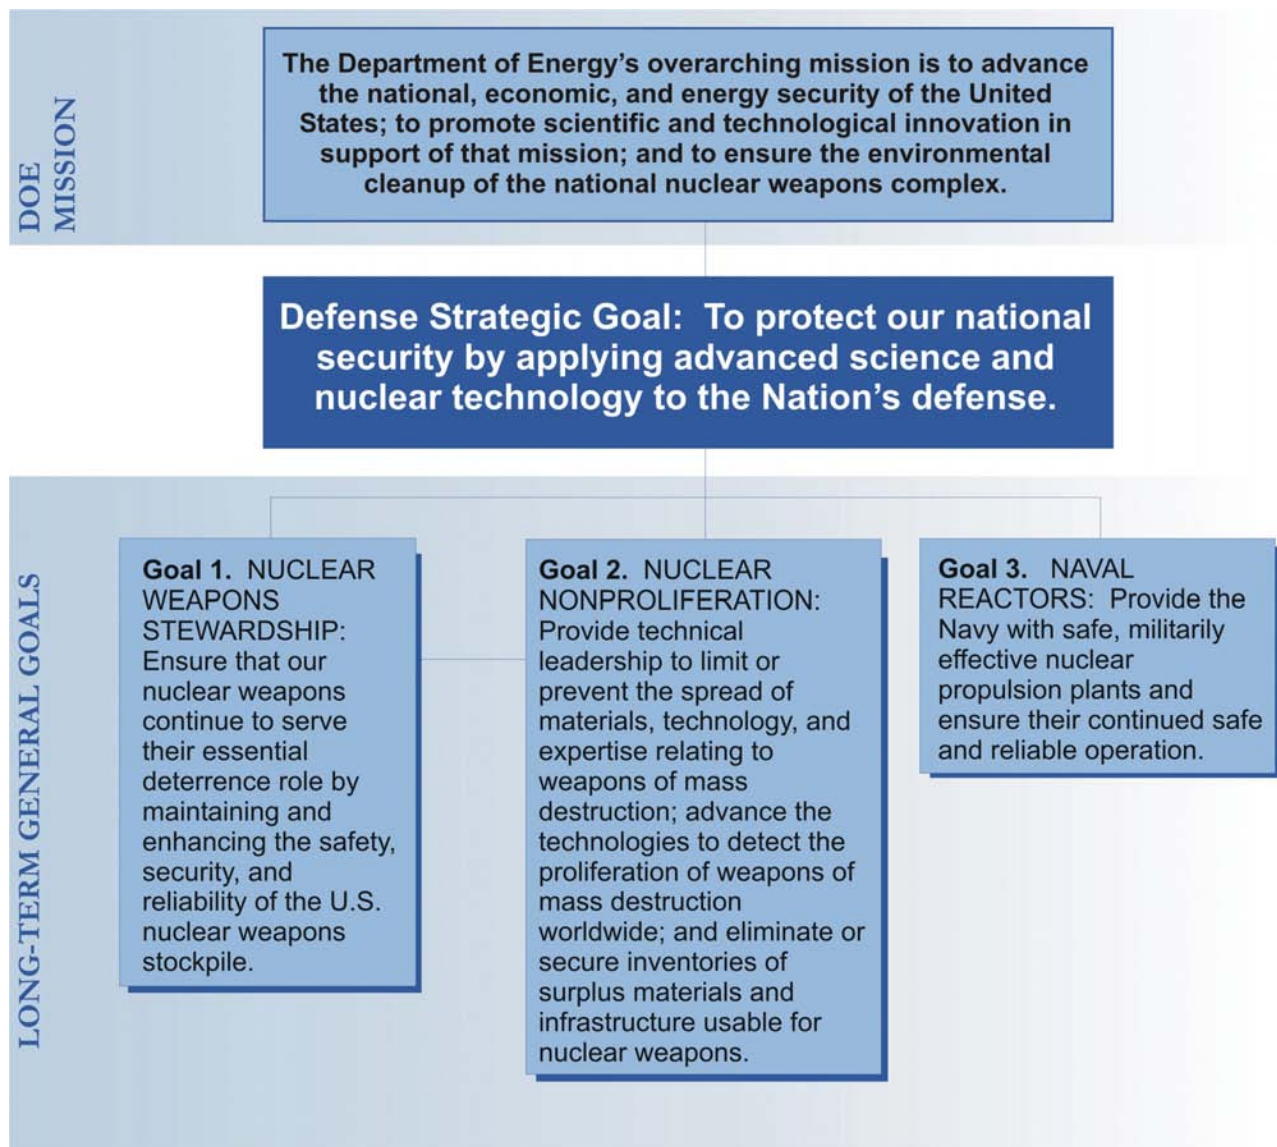 DOE
MISSION
The Department of Energy's overarching mission is to advance
the national, economic, and energy security of the United
States; to promote scientific and technological innovation in
support of that mission; and to ensure the environmental
cleanup of the national nuclear weapons complex.
Defense Strategic Goal:  To protect our national
security by applying advanced science and
nuclear technology to the Nation's defense.
LONG-TERM GENERAL GOALS
Goal 1.  NUCLEAR
WEAPONS
STEWARDSHIP:
Ensure that our
nuclear weapons
continue to serve
their essential
deterrence role by
maintaining and
enhancing the safety,
security, and
reliability of the U.S.
nuclear weapons
stockpile.
Goal 2.  NUCLEAR
NONPROLIFERATION:
Provide technical
leadership to limit or
prevent the spread of
materials, technology, and
expertise relating to
weapons of mass
destruction; advance the
technologies to detect the
proliferation of weapons of
mass destruction
worldwide; and eliminate or
secure inventories of
surplus materials and
infrastructure usable for
nuclear weapons.
Goal 3.  NAVAL
REACTORS:  Provide the
Navy with safe, militarily
effective nuclear
propulsion plants and
ensure their continued safe
and reliable operation.